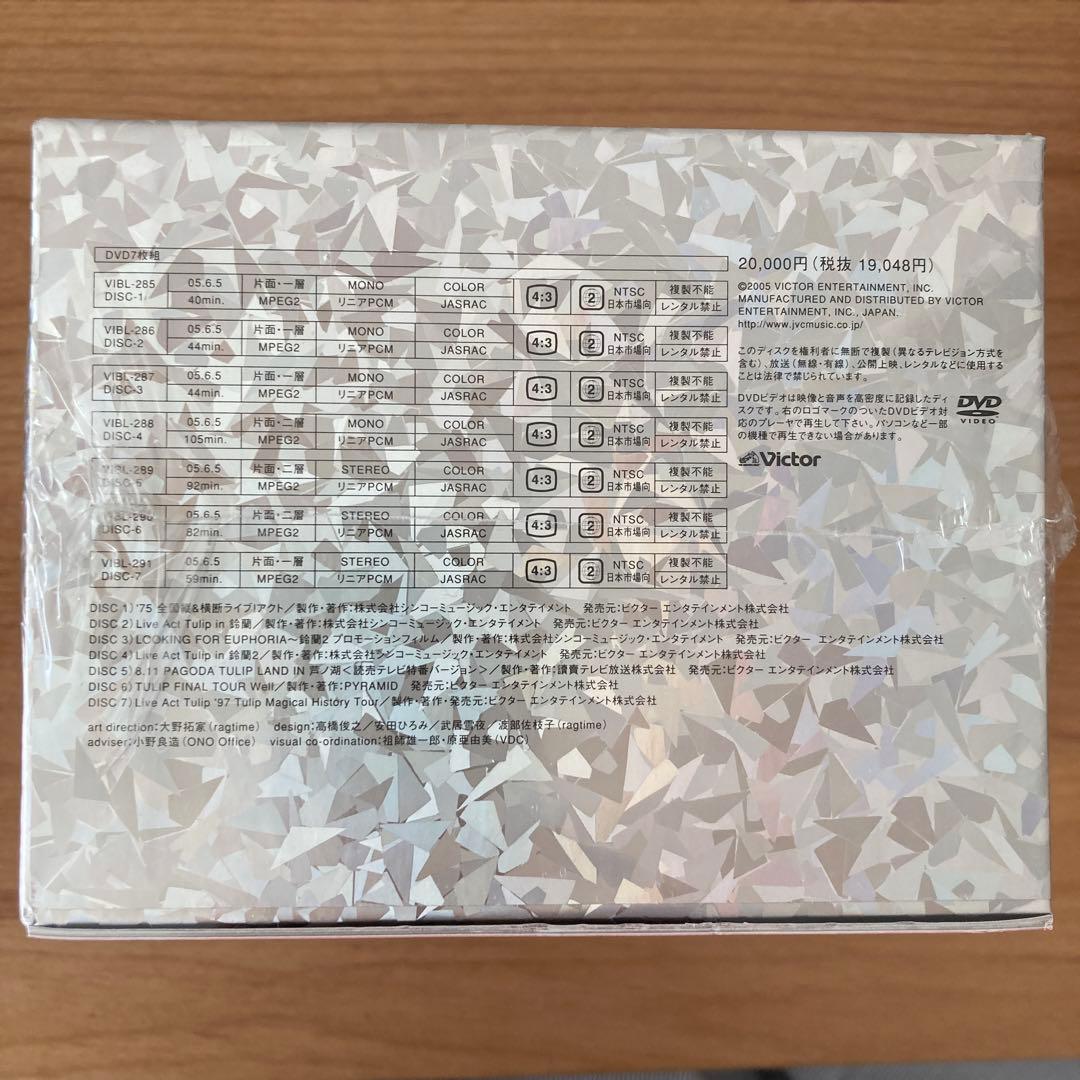 DVD7枚組
VIBL-285 05.6.5 片面・一層 MONO COLOR 4:3 2 NTSC 複製不能
DISC-1 40min. MPEG2 リニアPCM JASRAC 日本市場向 レンタル禁止
VIBL-286 05.6.5 片面・一層 MONO COLOR 4:3 2 NTSC 複製不能
DISC-2 44min. MPEG2 リニアPCM JASRAC 日本市場向 レンタル禁止
VIBL-287 05.6.5 片面・一層 MONO COLOR 4:3 2 NTSC 複製不能
DISC-3 44min. MPEG2 リニアPCM JASRAC 日本市場向 レンタル禁止
VIBL-288 05.6.5 片面・二層 MONO COLOR 4:3 2 NTSC 複製不能
DISC-4 105min. MPEG2 リニアPCM JASRAC 日本市場向 レンタル禁止
VIBL-289 05.6.5 片面・二層 STEREO COLOR 4:3 2 NTSC 複製不能
DISC-5 92min. MPEG2 リニアPCM JASRAC 日本市場向 レンタル禁止
VIBL-290 05.6.5 片面・二層 STEREO COLOR 4:3 2 NTSC 複製不能
DISC-6 82min. MPEG2 リニアPCM JASRAC 日本市場向 レンタル禁止
VIBL-291 05.6.5 片面・一層 STEREO COLOR 4:3 2 NTSC 複製不能
DISC-7 59min. MPEG2 リニアPCM JASRAC 日本市場向 レンタル禁止
20,000円(税抜 19,048円)
©2005 VICTOR ENTERTAINMENT, INC.
MANUFACTURED AND DISTRIBUTED BY VICTOR
ENTERTAINMENT, INC., JAPAN.
http://www.jvcmusic.co.jp/
このディスクを権利者に無断で複製(異なるテレビジョン方式を
含む)、放送(無線・有線)、公開上映、レンタルなどに使用する
ことは法律で禁じられています。
DVDビデオは映像と音声を高密度に記録したディ
スクです。右のロゴマークのついたDVDビデオ対
応のプレーヤで再生して下さい。パソコンなど一部
の機種で再生できない場合があります。
DVD
VIDEO
Victor
DISC 1)'75 全国縦&横断ライブ!アクト/製作・著作:株式会社シンコーミュージック・エンタテイメント 発売元:ビクター エンタテインメント株式会社
DISC 2)Live Act Tulip in 鈴蘭/製作・著作:株式会社シンコーミュージック・エンタテイメント 発売元:ビクター エンタテインメント株式会社
DISC 3)LOOKING FOR EUPHORIA〜鈴蘭2 プロモーションフィルム/製作・著作:株式会社シンコーミュージック・エンタテイメント 発売元:ビクター エンタテインメント株式会社
DISC 4)Live Act Tulip in 鈴蘭2/製作・著作:株式会社シンコーミュージック・エンタテイメント 発売元:ビクター エンタテインメント株式会社
DISC 5)8.11 PAGODA TULIP LAND IN 芦ノ湖<読売テレビ特番バージョン>/製作・著作:讀賣テレビ放送株式会社 発売元:ビクター エンタテインメント株式会社
DISC 6)TULIP FINAL TOUR Well/製作・著作:PYRAMID 発売元:ビクター エンタテインメント株式会社
DISC 7)Live Act Tulip '97 Tulip Magical History Tour/製作・著作・発売元:ビクター エンタテインメント株式会社
art direction:大野拓家(ragtime) design:高橋俊之/安田ひろみ/武居雪夜/渡部佐枝子(ragtime)
adviser:小野良造(ONO Office) visual co-ordination:祖師雄一郎・原亜由美(VDC)